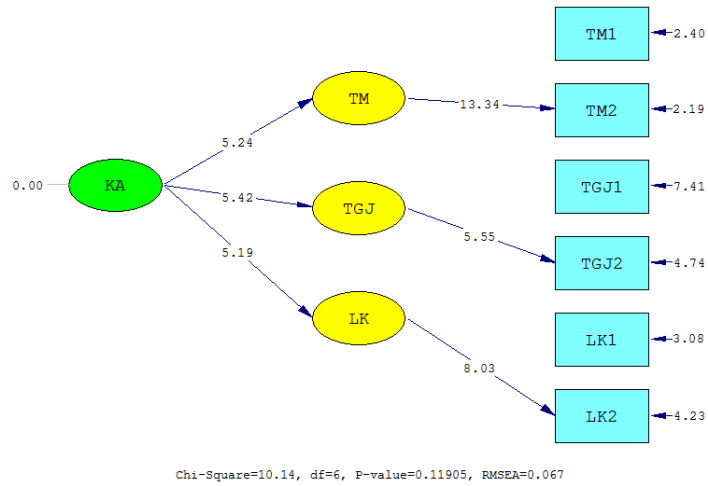 TM1
2.40
TM
13.34
TM2
2.19
5.24
0.00
KA
5.42
TGJ1
7.41
TGJ
5.55
5.19
TGJ2
4.74
LK
LK1
3.08
8.03
LK2
4.23
Chi-Square=10.14, df=6, P-value=0.11905, RMSEA=0.067